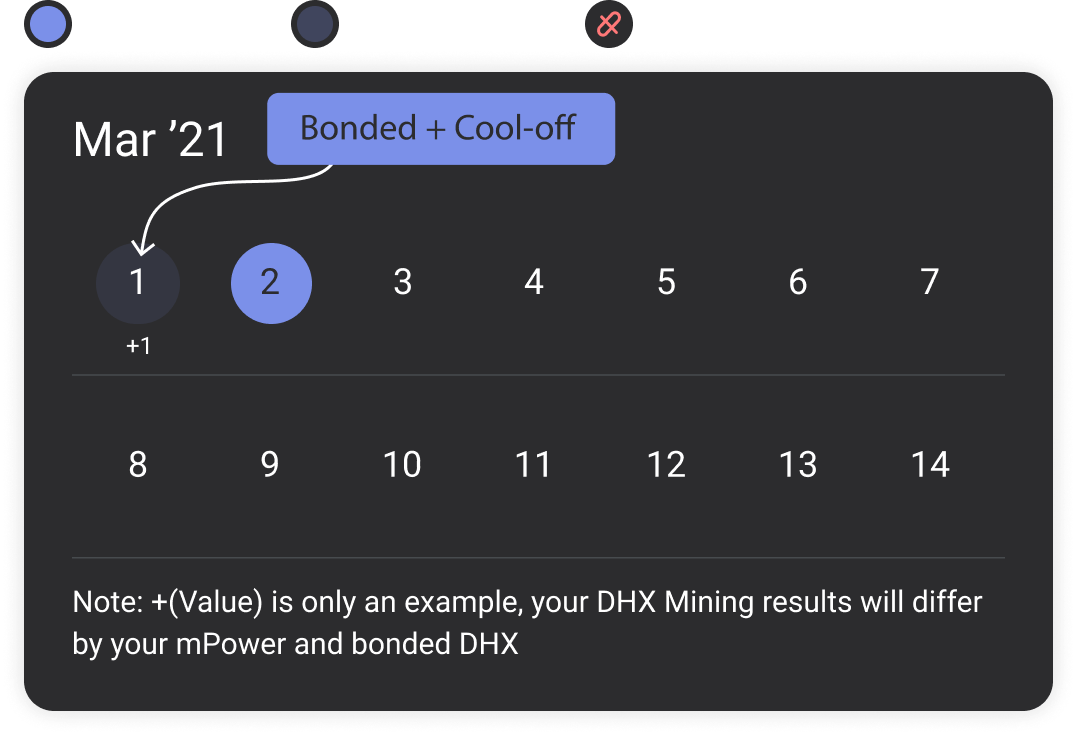 Mar ’21
Bonded + Cool-off
1 2 3 4 5 6 7
+1
8 9 10 11 12 13 14
Note: +(Value) is only an example, your DHX Mining results will differ
by your mPower and bonded DHX